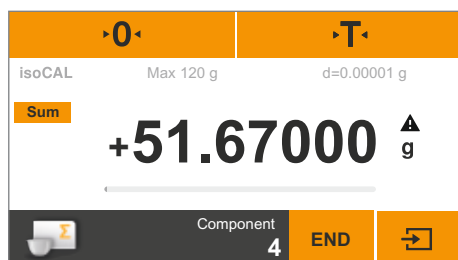 0 T
isoCAL Max 120 g d=0.00001 g
Sum
+51.67000 g
Σ Component
4 END